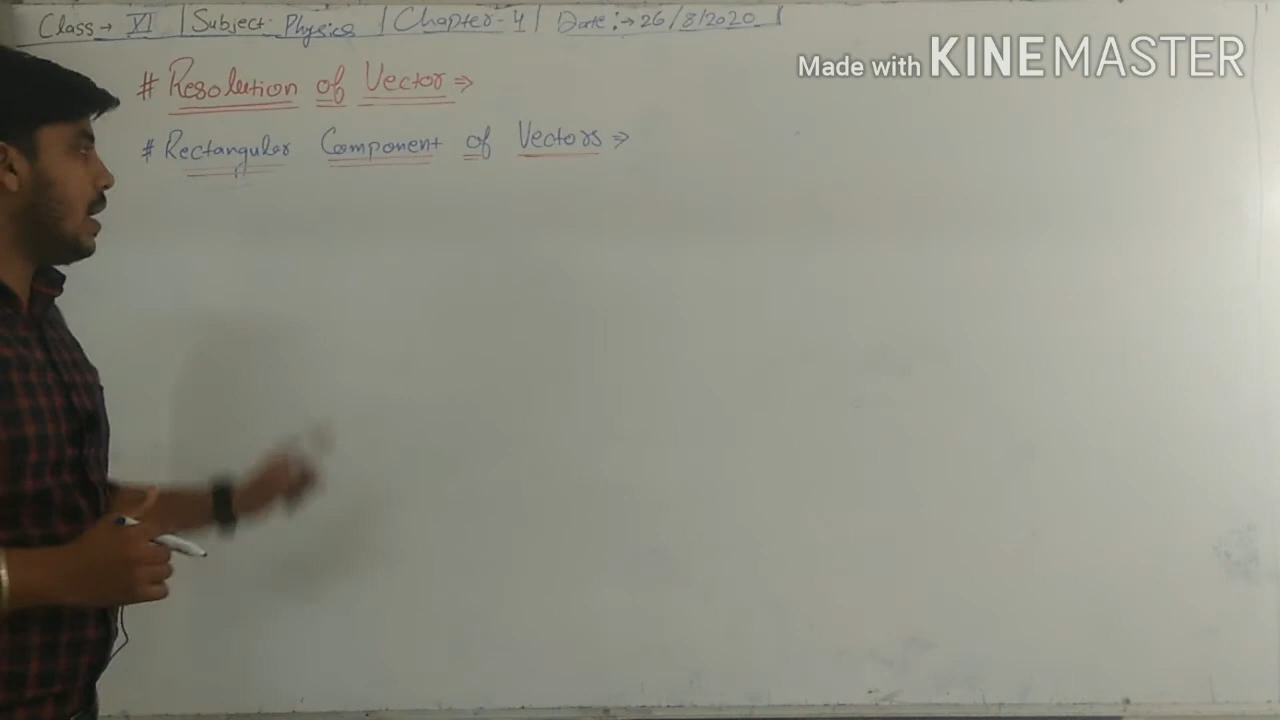 Class → VI | Subject: Physics | Chapter - 4 | Date:→ 26/8/2020 |
Made with KINEMASTER
# Resolution of Vector ⇒
# Rectangular Component of Vectors ⇒